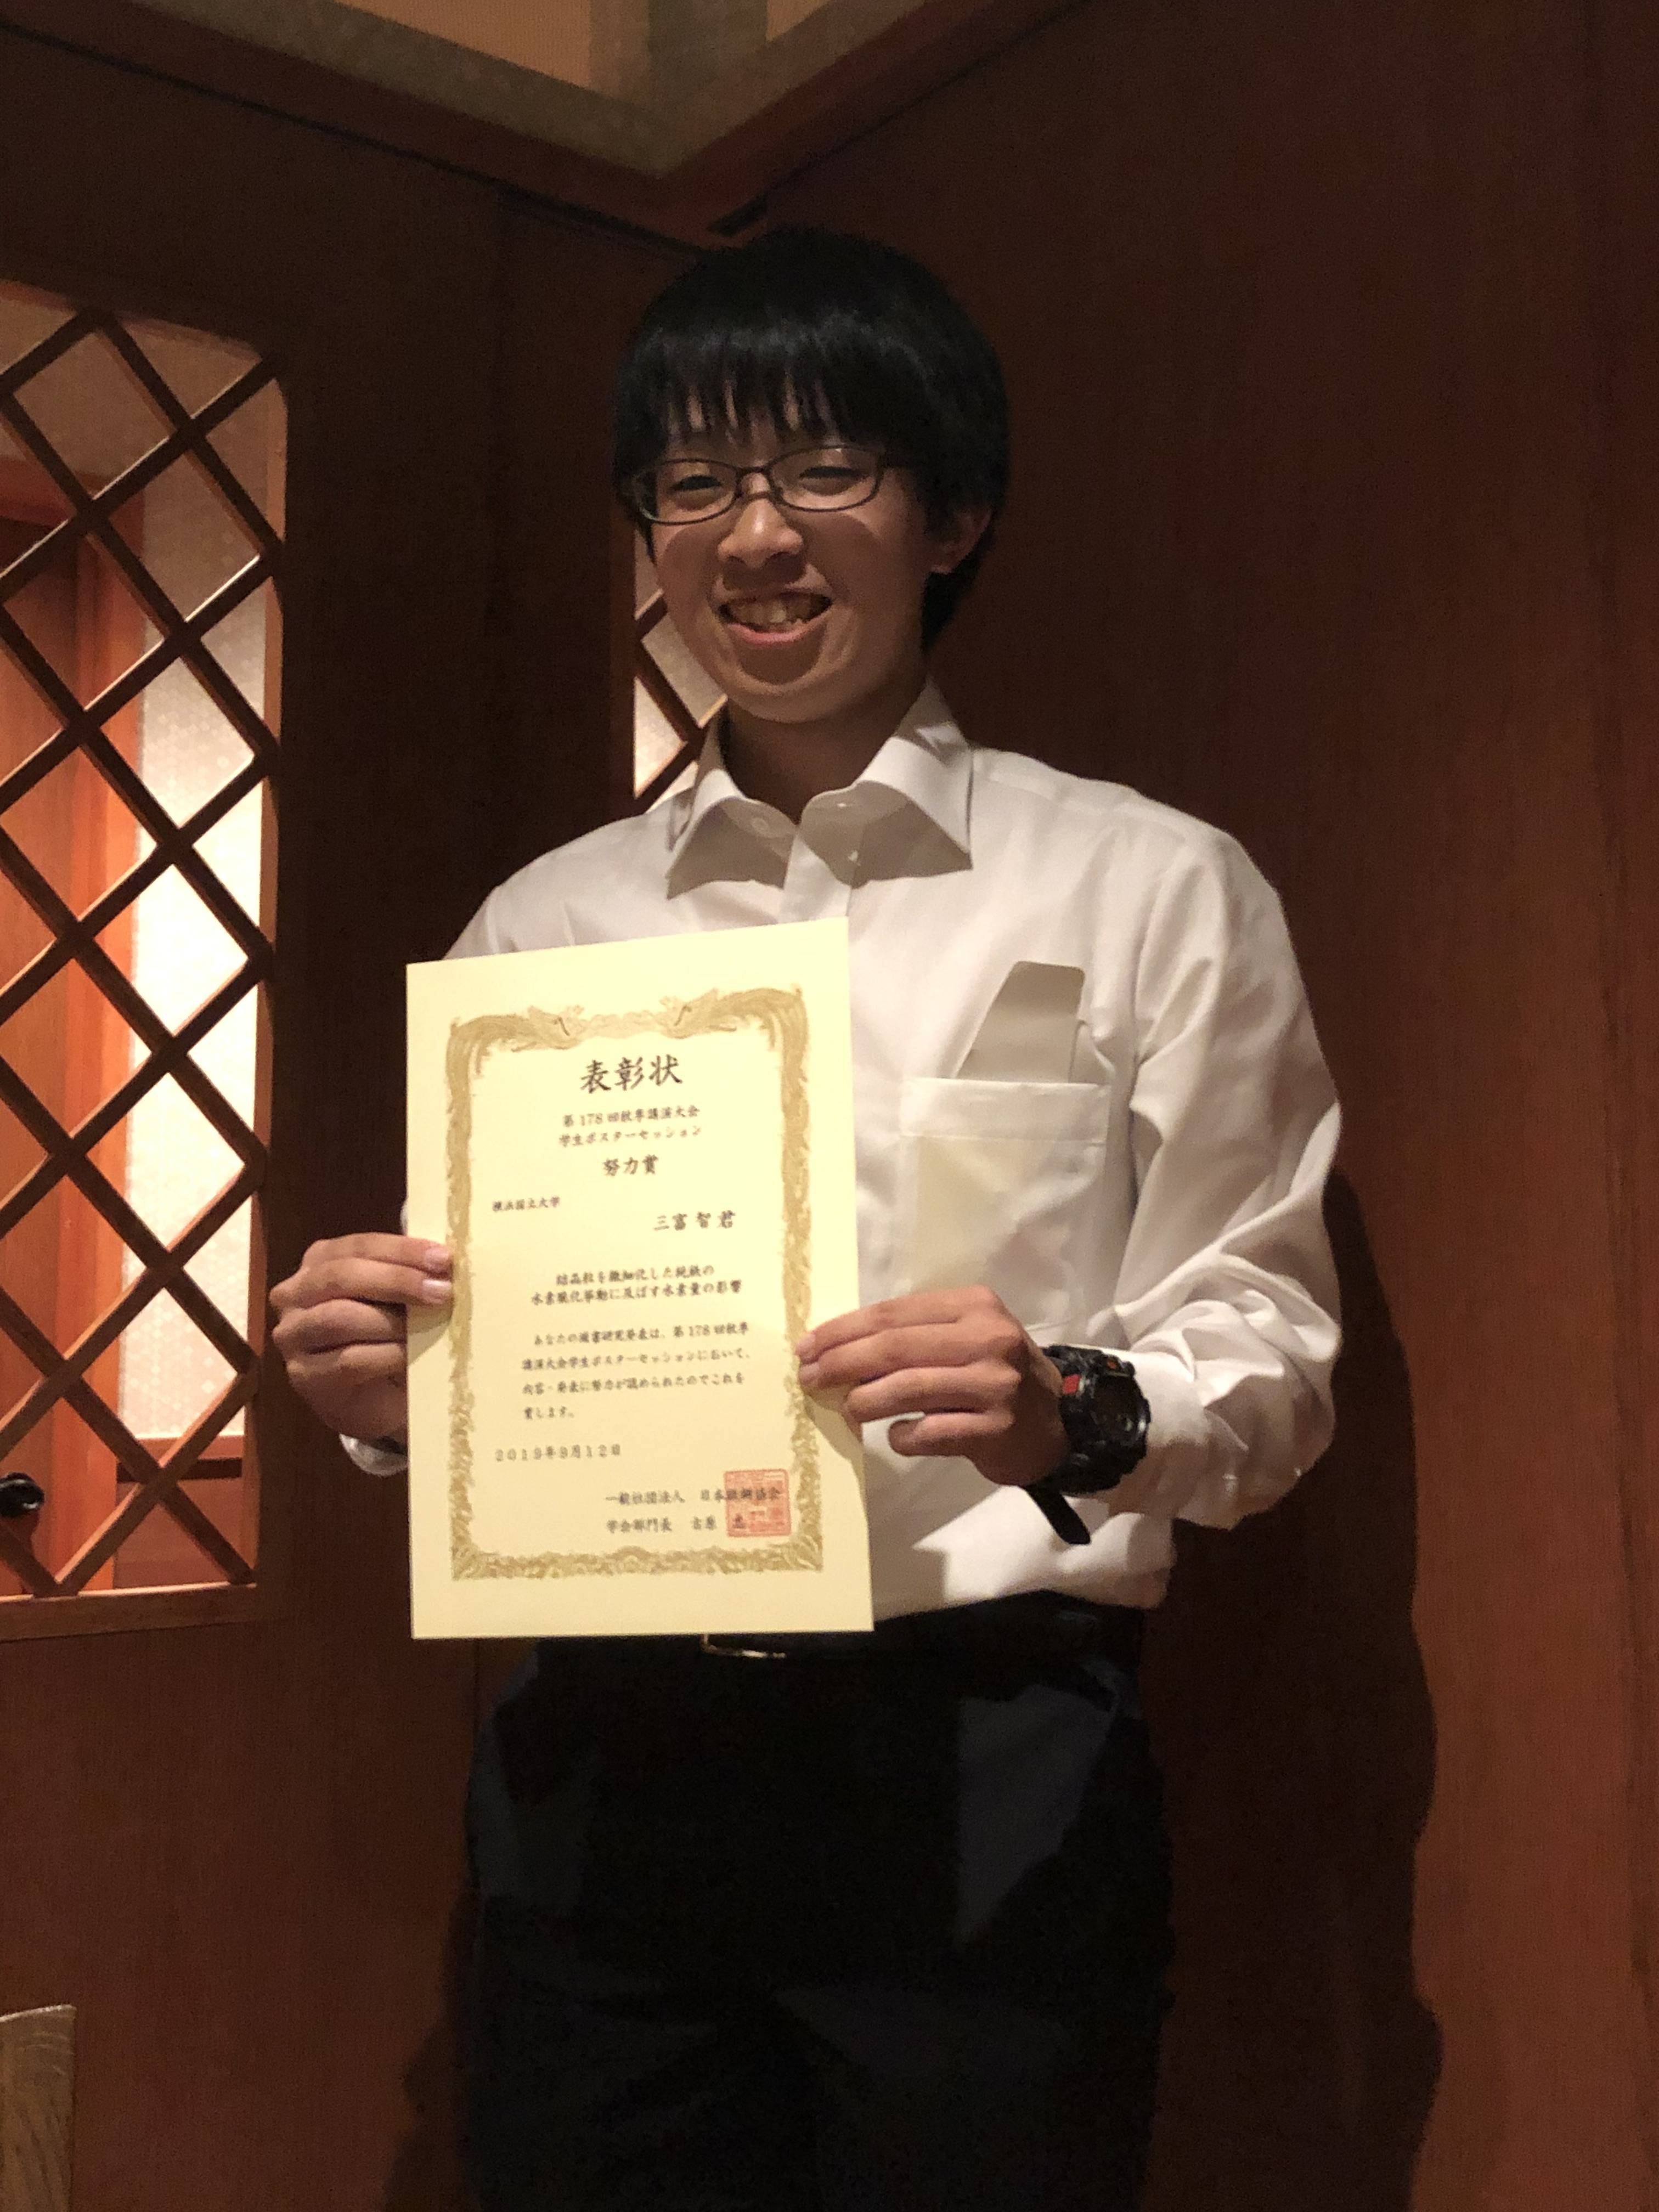 表彰状
第178回秋季講演大会
学生ポスターセッション
努力賞
横浜国立大学
三富 智 君
結晶粒を微細化した純鉄の
水素脆化挙動に及ぼす水素量の影響
あなたの頭書研究発表は、第178回秋季
講演大会学生ポスターセッションにおいて、
内容・発表に努力が認められたのでこれを
賞します。
2019年9月12日
一般社団法人 日本鉄鋼協会
学会部門長 吉原